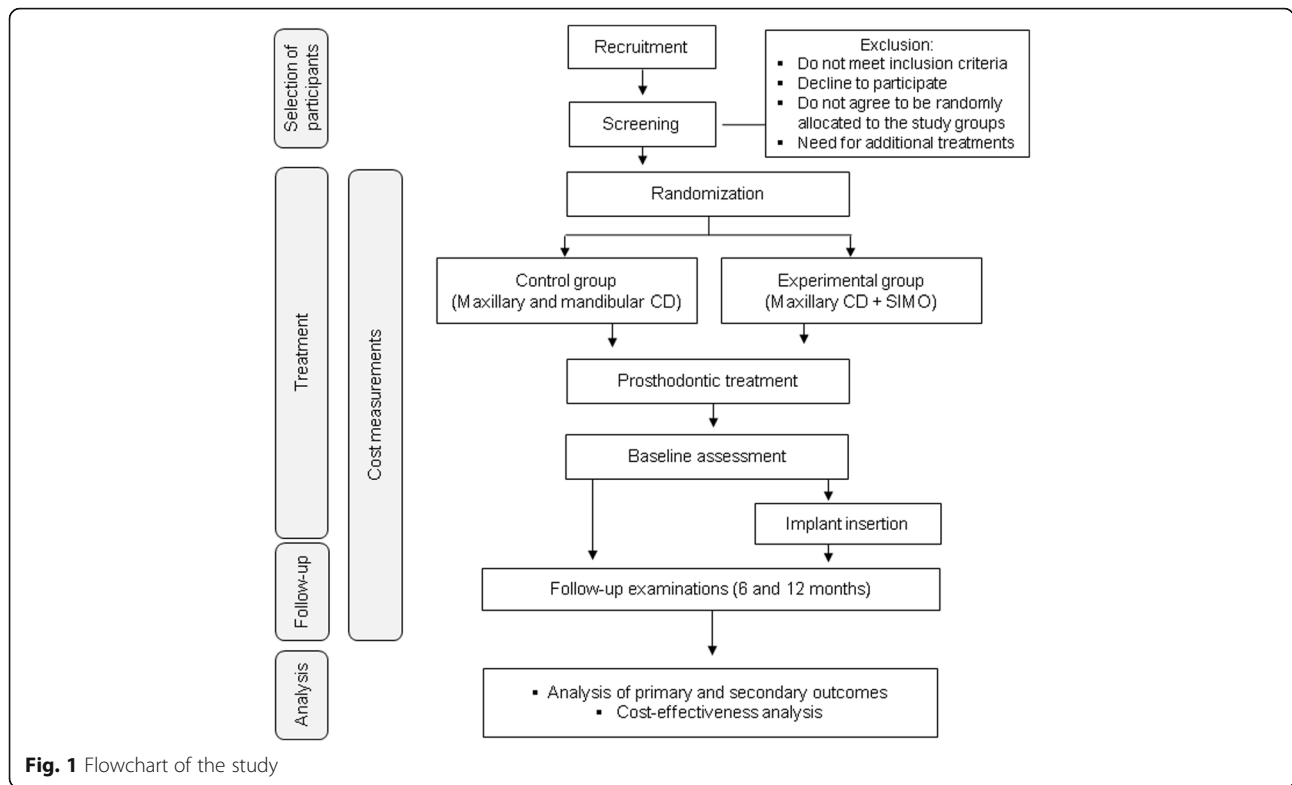 Selection of
participants
Recruitment
Exclusion:
▪ Do not meet inclusion criteria
▪ Decline to participate
▪ Do not agree to be randomly
allocated to the study groups
▪ Need for additional treatments
Screening
Treatment
Cost measurements
Randomization
Control group
(Maxillary and mandibular CD)
Experimental group
(Maxillary CD + SIMO)
Prosthodontic treatment
Baseline assessment
Implant insertion
Follow-up
Follow-up examinations (6 and 12 months)
Analysis
▪ Analysis of primary and secondary outcomes
▪ Cost-effectiveness analysis
Fig. 1 Flowchart of the study